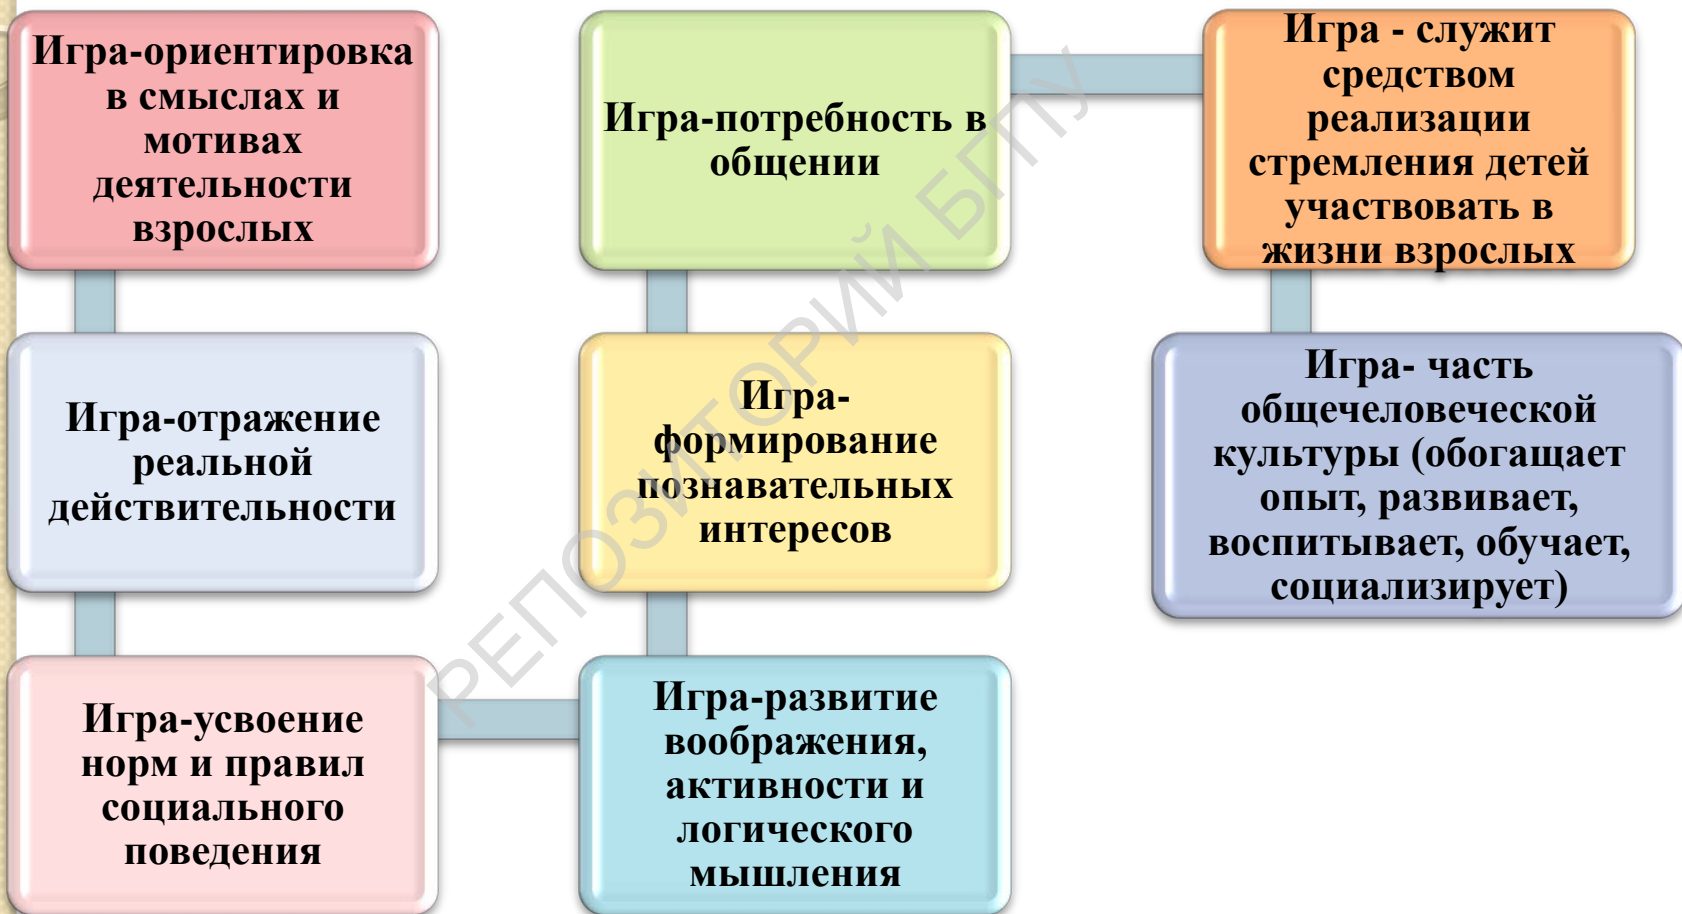 Игра-ориентировка
в смыслах и
мотивах
деятельности
взрослых
Игра-отражение
реальной
действительности
Игра-усвоение
норм и правил
социального
поведения
Игра-развитие
воображения,
активности и
логического
мышления
Игра-
формирование
познавательных
интересов
Игра-потребность в
общении
Игра - служит
средством
реализации
стремления детей
участвовать в
жизни взрослых
Игра- часть
общечеловеческой
культуры (обогащает
опыт, развивает,
воспитывает, обучает,
социализирует)
РЕПОЗИТОРИЙ БГПУ